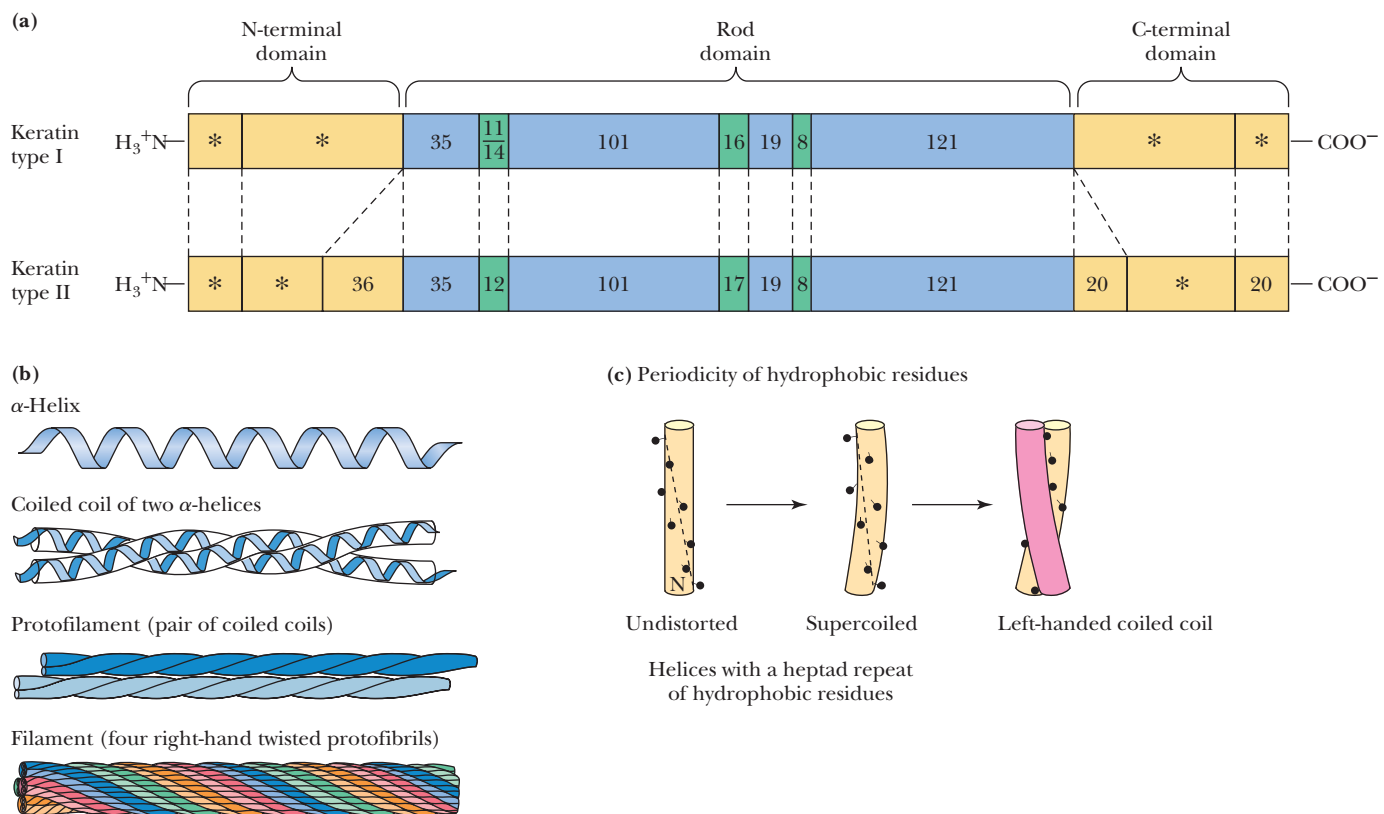 (a)
N-terminal
domain
Rod
domain
C-terminal
domain
Keratin
type I
H₃⁺N—
*
*
35
11
14
101
16
19
8
121
*
*
—COO⁻
Keratin
type II
H₃⁺N—
*
*
36
35
12
101
17
19
8
121
20
*
20
—COO⁻
(b)
α-Helix
Coiled coil of two α-helices
Protofilament (pair of coiled coils)
Filament (four right-hand twisted protofibrils)
(c) Periodicity of hydrophobic residues
N
Undistorted
Supercoiled
Left-handed coiled coil
Helices with a heptad repeat
of hydrophobic residues